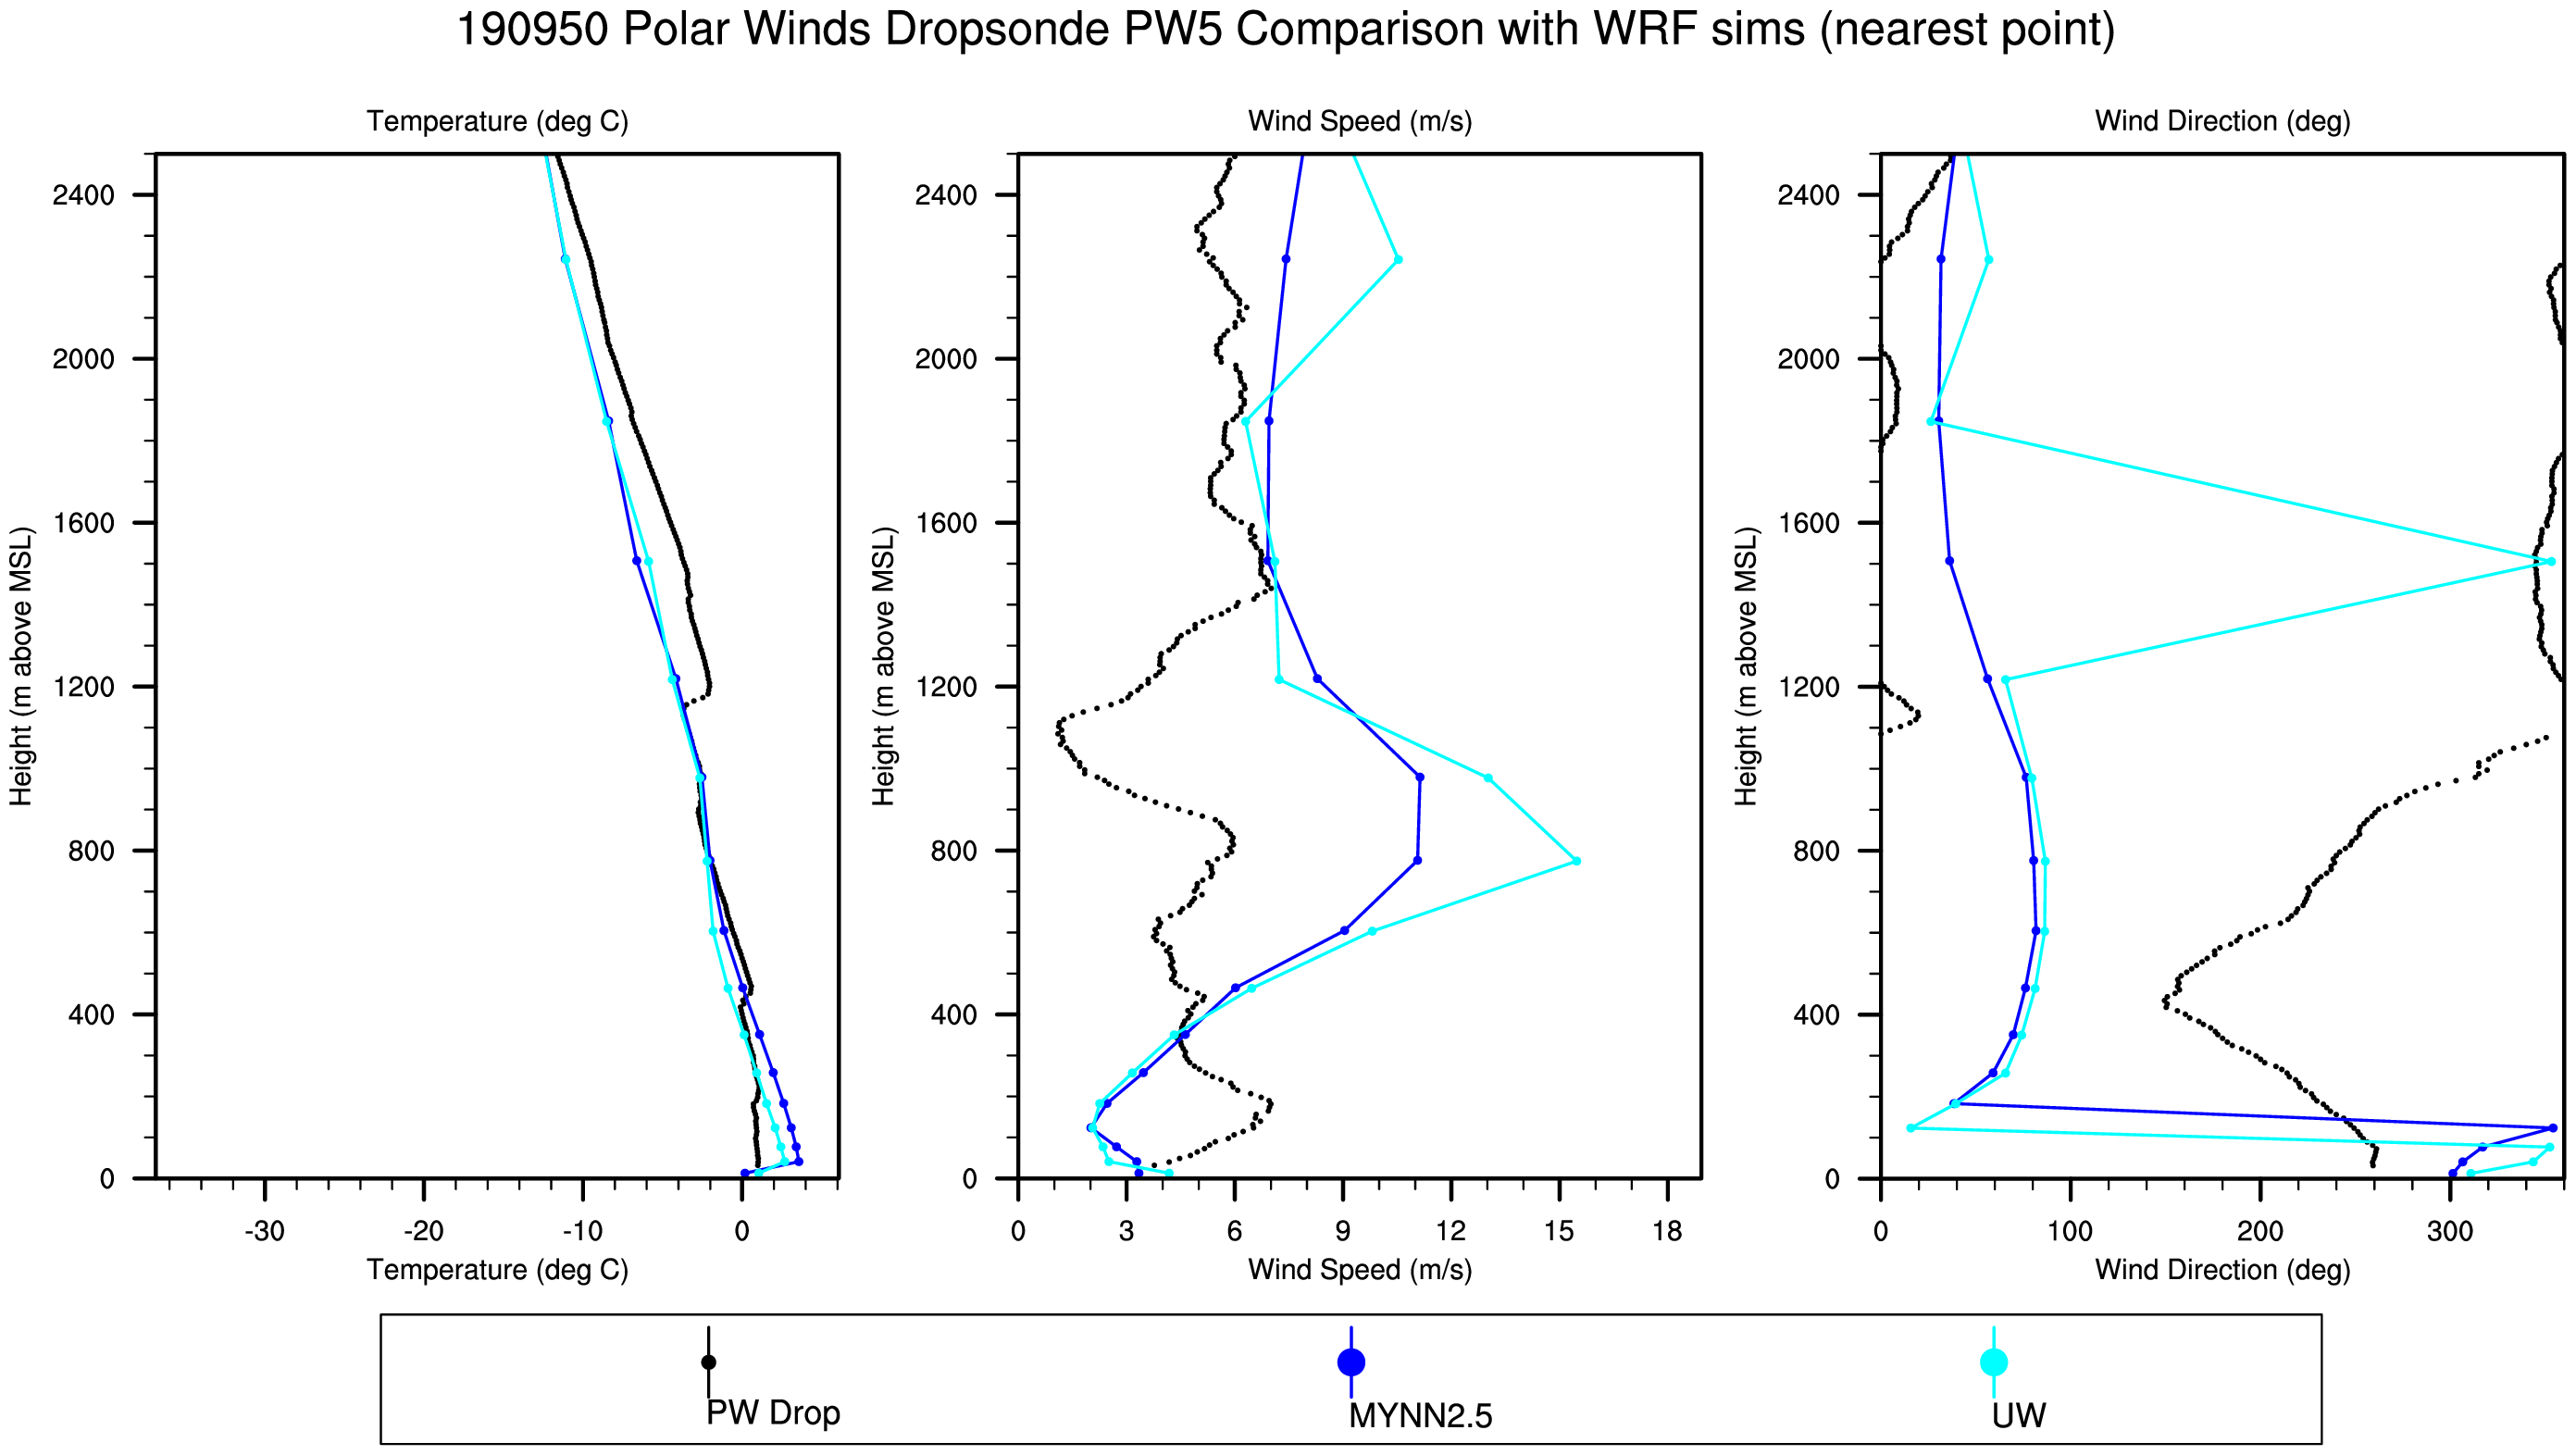 190950 Polar Winds Dropsonde PW5 Comparison with WRF sims (nearest point)
Temperature (deg C)
Wind Speed (m/s)
Wind Direction (deg)
Height (m above MSL)
2400
2000
1600
1200
800
400
0
-30
-20
-10
0
Temperature (deg C)
Height (m above MSL)
2400
2000
1600
1200
800
400
0
0
3
6
9
12
15
18
Wind Speed (m/s)
Height (m above MSL)
2400
2000
1600
1200
800
400
0
0
100
200
300
Wind Direction (deg)
PW Drop
MYNN2.5
UW